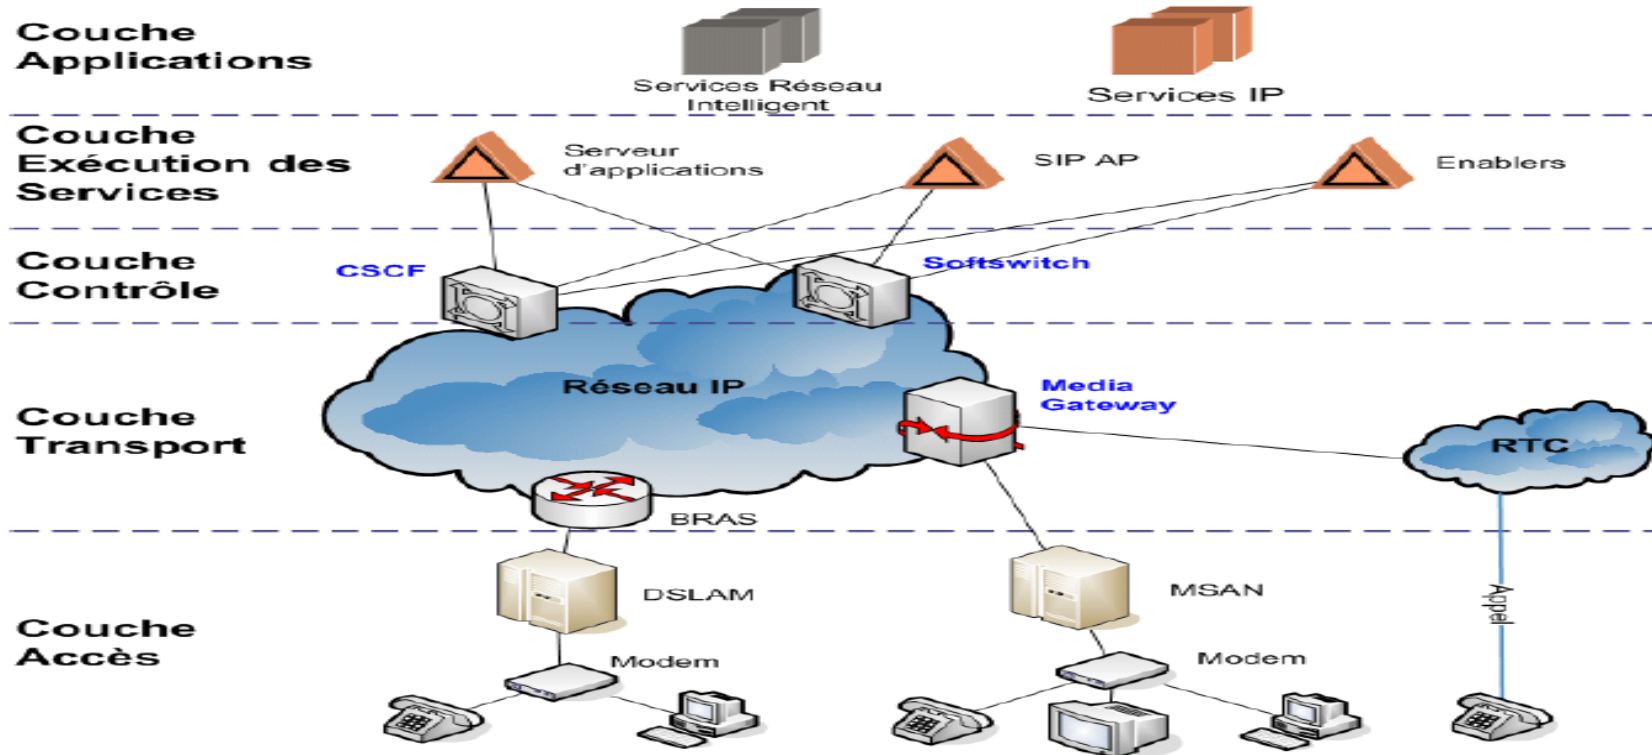 Couche
Applications
Services Réseau
Intelligent
Services IP
Couche
Exécution des
Services
Serveur
d'applications
SIP AP
Enablers
Couche
Contrôle
CSCF
Softswitch
Couche
Transport
Réseau IP
Media
Gateway
RTC
BRAS
Couche
Accès
DSLAM
MSAN
Appel
Modem
Modem